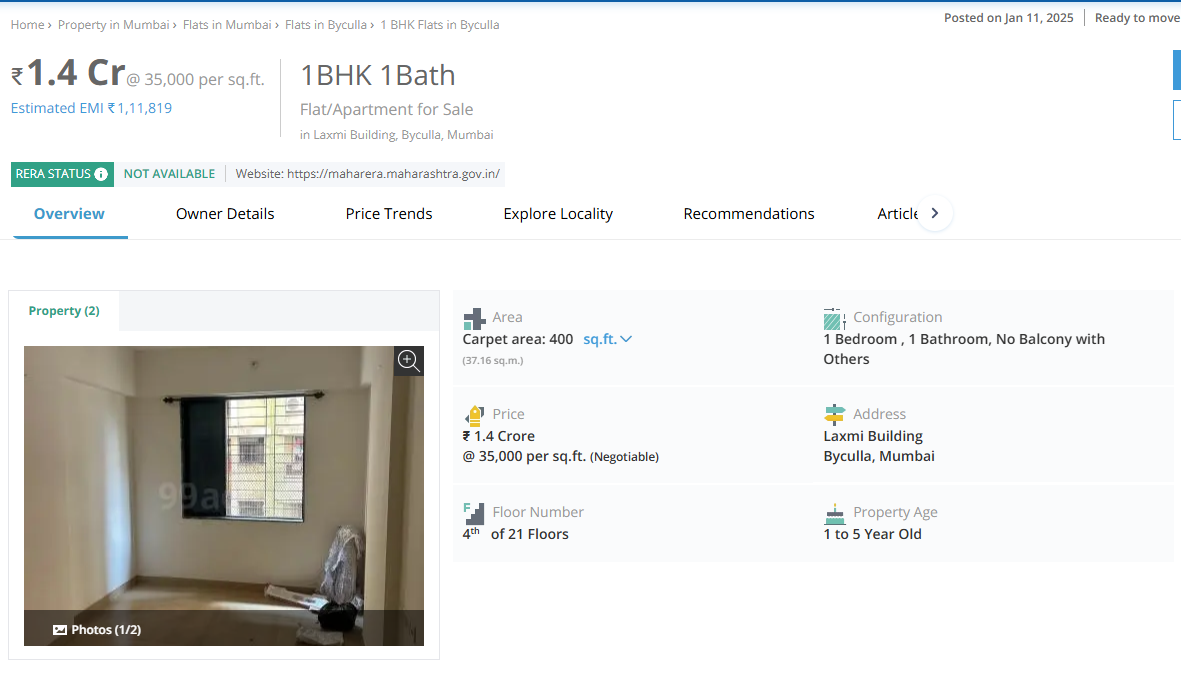 Home › Property in Mumbai › Flats in Mumbai › Flats in Byculla › 1 BHK Flats in Byculla
Posted on Jan 11, 2025 Ready to move
₹1.4 Cr @ 35,000 per sq.ft.
Estimated EMI ₹1,11,819
1BHK 1Bath
Flat/Apartment for Sale
in Laxmi Building, Byculla, Mumbai
RERA STATUS i NOT AVAILABLE Website: https://maharera.maharashtra.gov.in/
Overview Owner Details Price Trends Explore Locality Recommendations Article
Property (2)
99a
Photos (1/2)
Area
Carpet area: 400 sq.ft.
(37.16 sq.m.)
Configuration
1 Bedroom , 1 Bathroom, No Balcony with
Others
Price
₹ 1.4 Crore
@ 35,000 per sq.ft. (Negotiable)
Address
Laxmi Building
Byculla, Mumbai
F
Floor Number
4th of 21 Floors
Property Age
1 to 5 Year Old